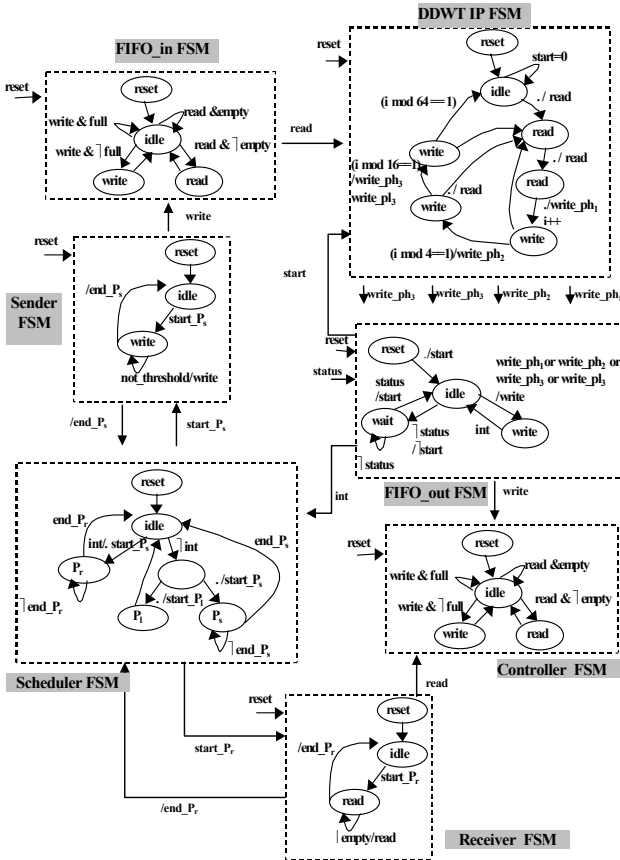 FIFO_in FSM
reset
reset
write & full
read &empty
idle
write & ⌉full
read & ⌉empty
write
read
read
DDWT IP FSM
reset
reset
start=0
idle
(i mod 64==1)
./ read
read
write
./ read
(i mod 16==1)
/write_ph₃
write_pl₃
./ read
read
write
./write_ph₁
i++
write
(i mod 4==1)/write_ph₂
write
reset
reset
Sender
FSM
/end_Pₛ
idle
start_Pₛ
write
not_threshold/write
start
write_ph₃
write_ph₃
write_ph₂
write_ph
/end_Pₛ
start_Pₛ
reset
status
reset
./start
status
/start
idle
write_ph₁or write_ph₂ or
write_ph₃ or write_pl₃
/write
wait
⌉status
/⌉start
int
write
⌉status
FIFO_out FSM
int
write
reset
idle
end_Pᵣ
int/. start_Pₛ
⌉int
end_Pₛ
Pᵣ
./start_Pₛ
⌉end_Pᵣ
./start_Pₗ
Pₗ
Pₛ
⌉end_Pₛ
Scheduler FSM
reset
reset
write & full
read &empty
idle
write & ⌉full
read & ⌉empty
write
read
Controller FSM
read
start_Pᵣ
/end_Pᵣ
reset
reset
/end_Pᵣ
idle
start_Pᵣ
read
⌉empty/read
Receiver FSM